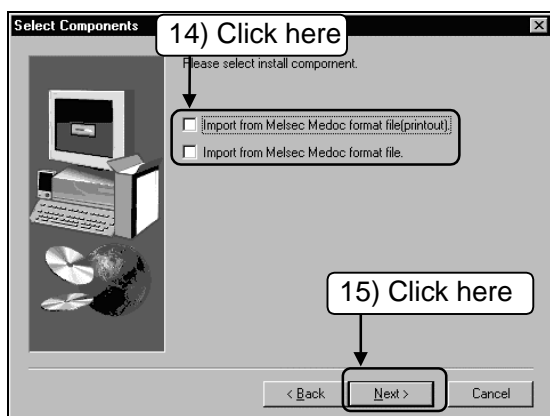 Select Components
14) Click here
Please select install compornent.
Import from Melsec Medoc format file(printout).
Import from Melsec Medoc format file.
15) Click here
< Back
Next >
Cancel